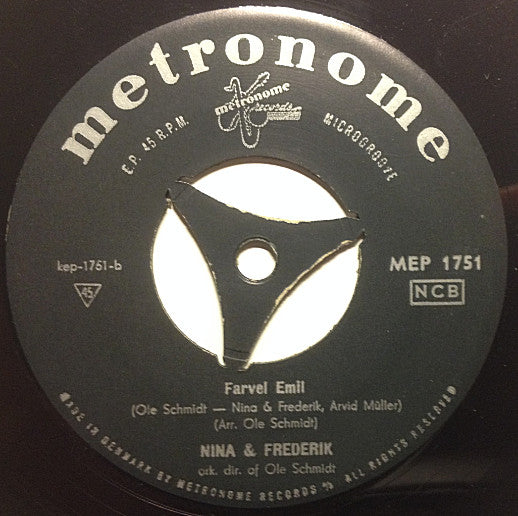 metronome
metronome
records
E.P. 45 R.P.M.
MICROGROOVE
kep-1761-b
45
MEP 1751
NCB
Farvel Emil
(Ole Schmidt — Nina & Frederik, Arvid Müller)
(Arr. Ole Schmidt)
NINA & FREDERIK
ork. dir. of Ole Schmidt
MADE IN DENMARK BY METRONOME RECORDS A/S ALL RIGHTS RESERVED